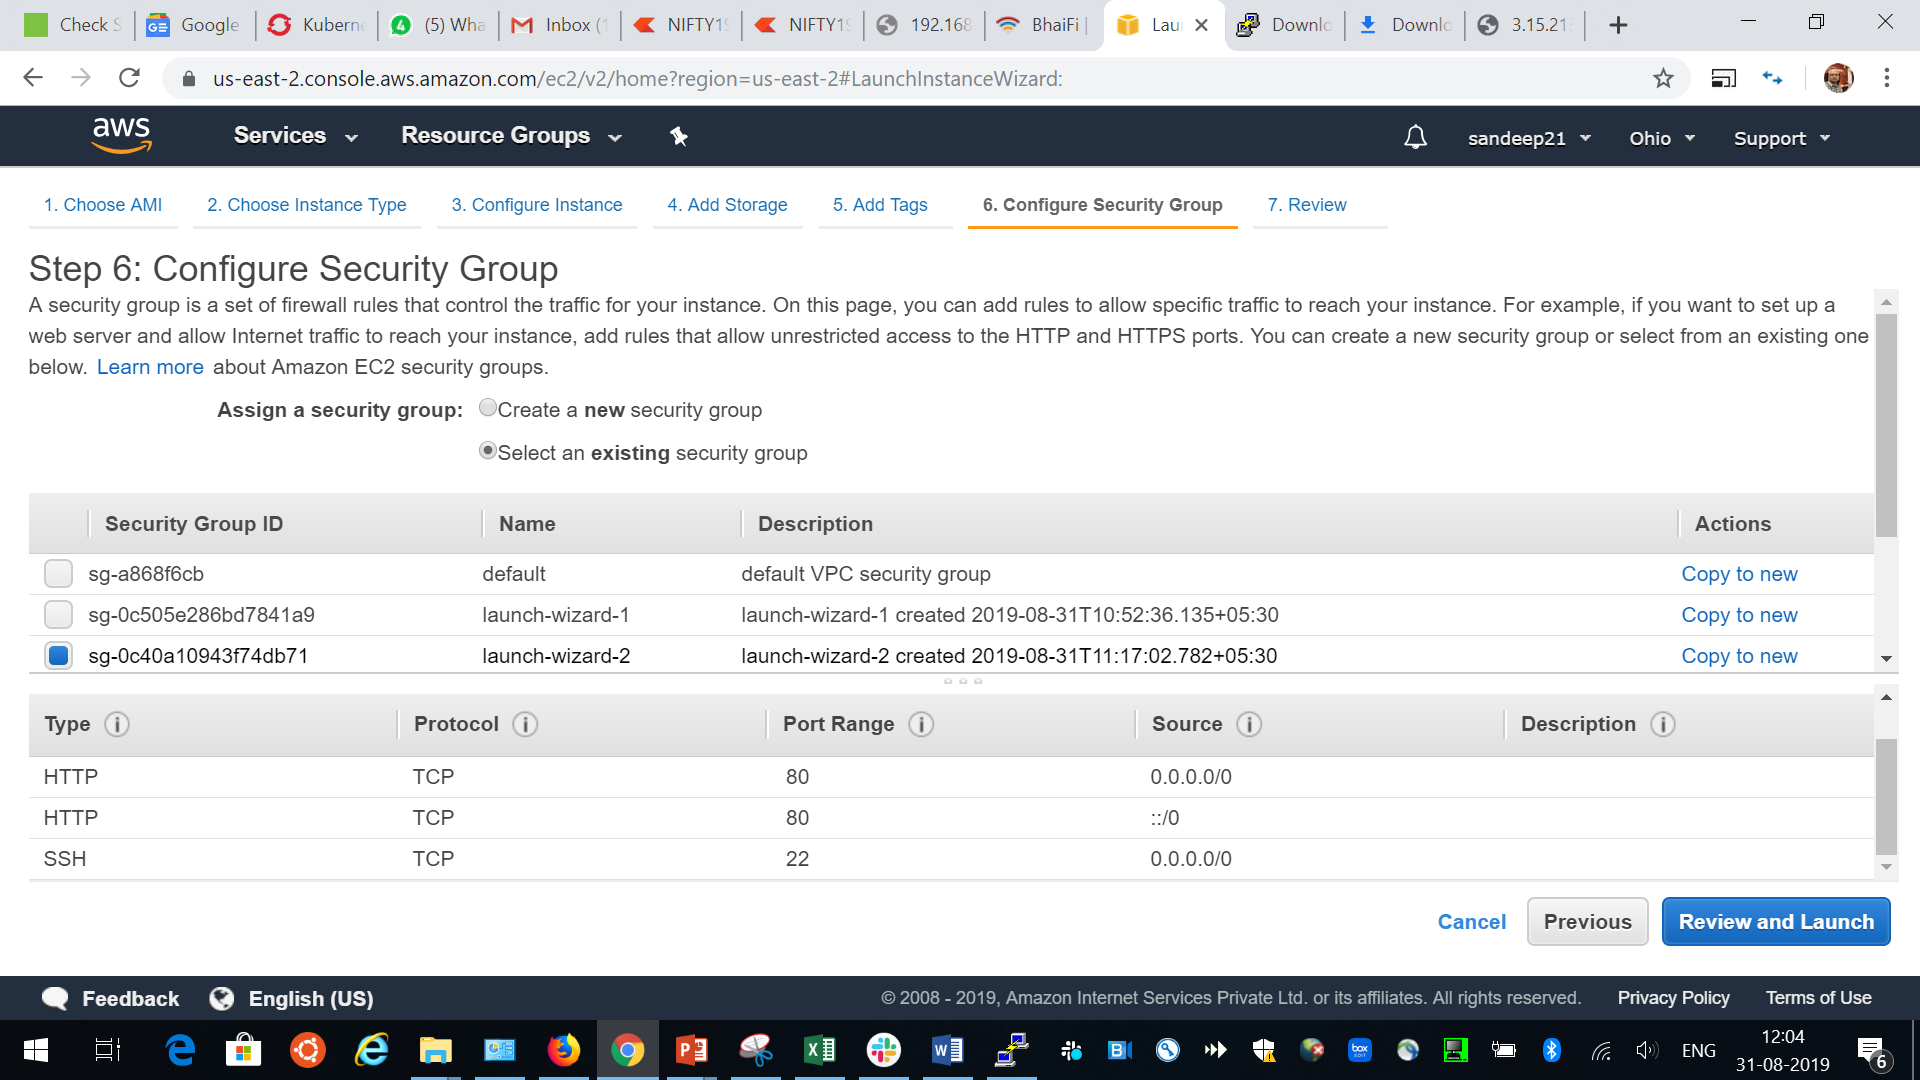 Check S
Google
Kuberne
(5) Wha
Inbox (1
NIFTY19
NIFTY19
192.168
BhaiFi |
Lau
Downlo
Downlo
3.15.213
us-east-2.console.aws.amazon.com/ec2/v2/home?region=us-east-2#LaunchInstanceWizard:
aws Services Resource Groups sandeep21 Ohio Support
1. Choose AMI 2. Choose Instance Type 3. Configure Instance 4. Add Storage 5. Add Tags 6. Configure Security Group 7. Review
Step 6: Configure Security Group
A security group is a set of firewall rules that control the traffic for your instance. On this page, you can add rules to allow specific traffic to reach your instance. For example, if you want to set up a
web server and allow Internet traffic to reach your instance, add rules that allow unrestricted access to the HTTP and HTTPS ports. You can create a new security group or select from an existing one
below. Learn more about Amazon EC2 security groups.
Assign a security group: Create a new security group
Select an existing security group
Security Group ID Name Description Actions
sg-a868f6cb default default VPC security group Copy to new
sg-0c505e286bd7841a9 launch-wizard-1 launch-wizard-1 created 2019-08-31T10:52:36.135+05:30 Copy to new
sg-0c40a10943f74db71 launch-wizard-2 launch-wizard-2 created 2019-08-31T11:17:02.782+05:30 Copy to new
Type Protocol Port Range Source Description
HTTP TCP 80 0.0.0.0/0
HTTP TCP 80 ::/0
SSH TCP 22 0.0.0.0/0
Cancel Previous Review and Launch
Feedback English (US) © 2008 - 2019, Amazon Internet Services Private Ltd. or its affiliates. All rights reserved. Privacy Policy Terms of Use
ENG
12:04
31-08-2019
6